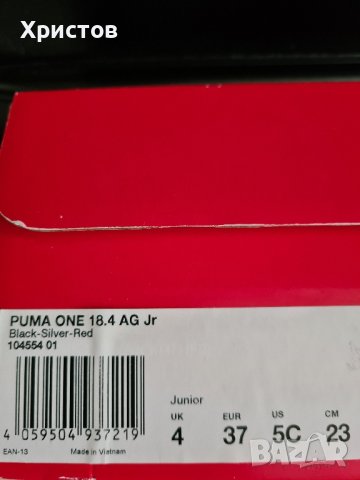 Христов
PUMA ONE 18.4 AG Jr
Black-Silver-Red
104554 01
Junior
UK EUR US CM
4 37 5C 23
4 059504 937219
EAN-13 Made in Vietnam
BAZAR